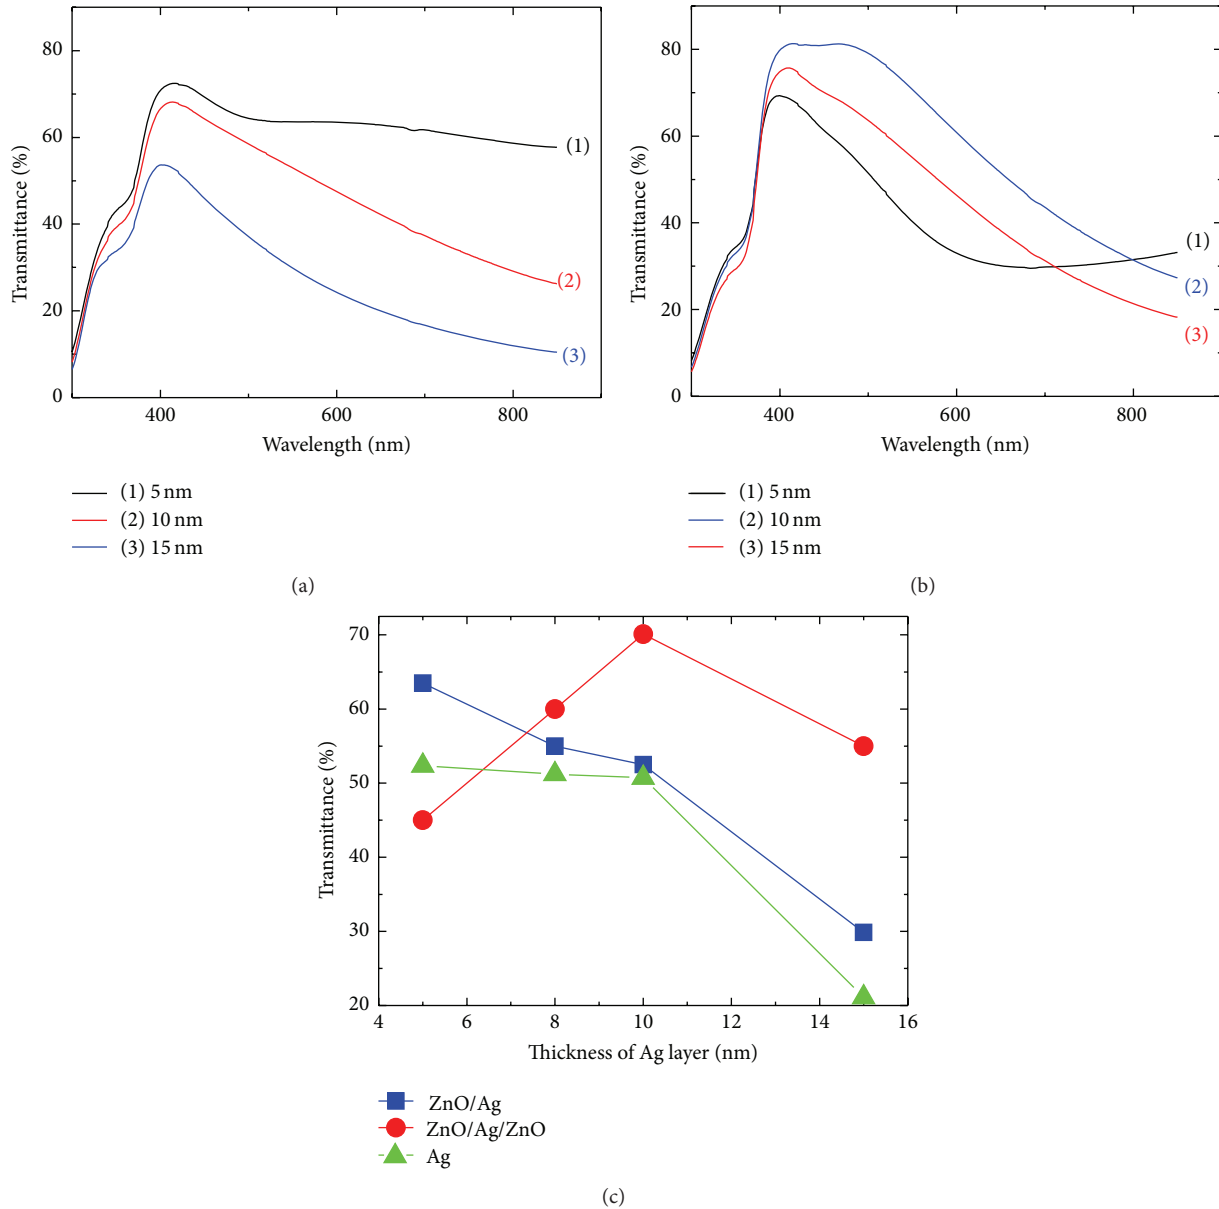 80
60
40
20
0
Transmittance (%)
(1)
(2)
(3)
400
600
800
Wavelength (nm)
(1) 5 nm
(2) 10 nm
(3) 15 nm
(a)
80
60
40
20
0
Transmittance (%)
(1)
(2)
(3)
400
600
800
Wavelength (nm)
(1) 5 nm
(2) 10 nm
(3) 15 nm
(b)
70
60
50
40
30
20
Transmittance (%)
4
6
8
10
12
14
16
Thickness of Ag layer (nm)
ZnO/Ag
ZnO/Ag/ZnO
Ag
(c)